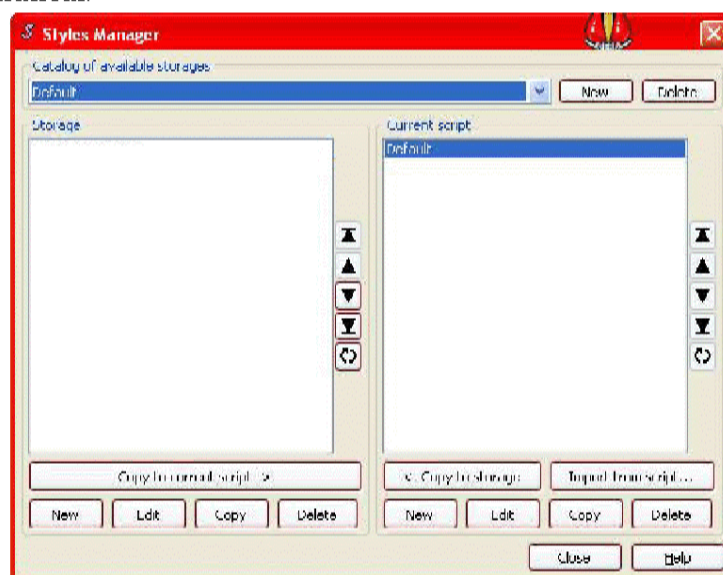 Styles Manager
Catalog of available storages
Default
New
Delete
Storage
Current script
Default
Copy to current script ->
<- Copy to storage
Import from script...
New
Edit
Copy
Delete
New
Edit
Copy
Delete
Close
Help